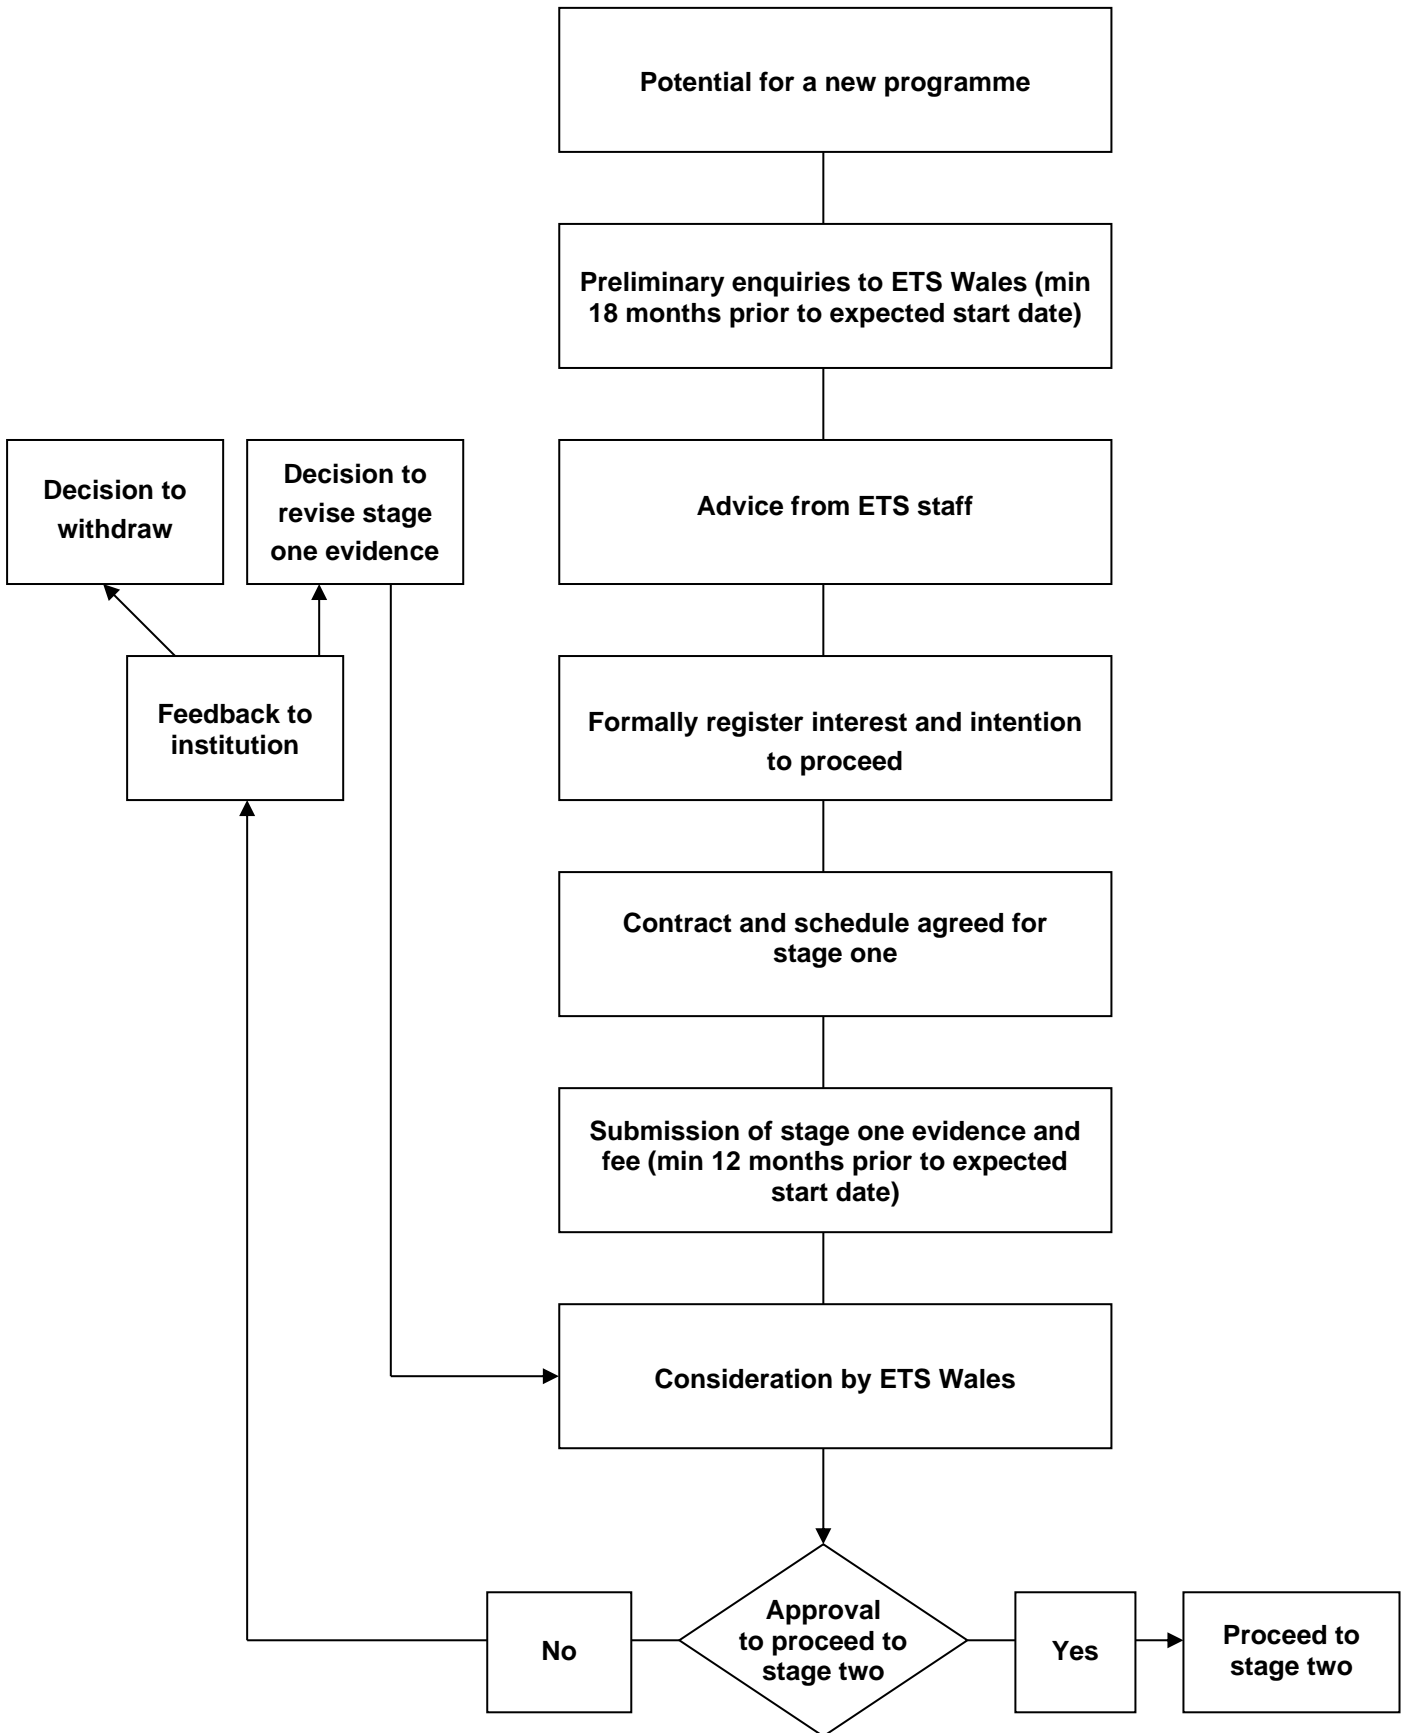 Potential for a new programme
Preliminary enquiries to ETS Wales (min
18 months prior to expected start date)
Decision to
withdraw
Decision to
revise stage
one evidence
Advice from ETS staff
Feedback to
institution
Formally register interest and intention
to proceed
Contract and schedule agreed for
stage one
Submission of stage one evidence and
fee (min 12 months prior to expected
start date)
Consideration by ETS Wales
No
Approval
to proceed to
stage two
Yes
Proceed to
stage two